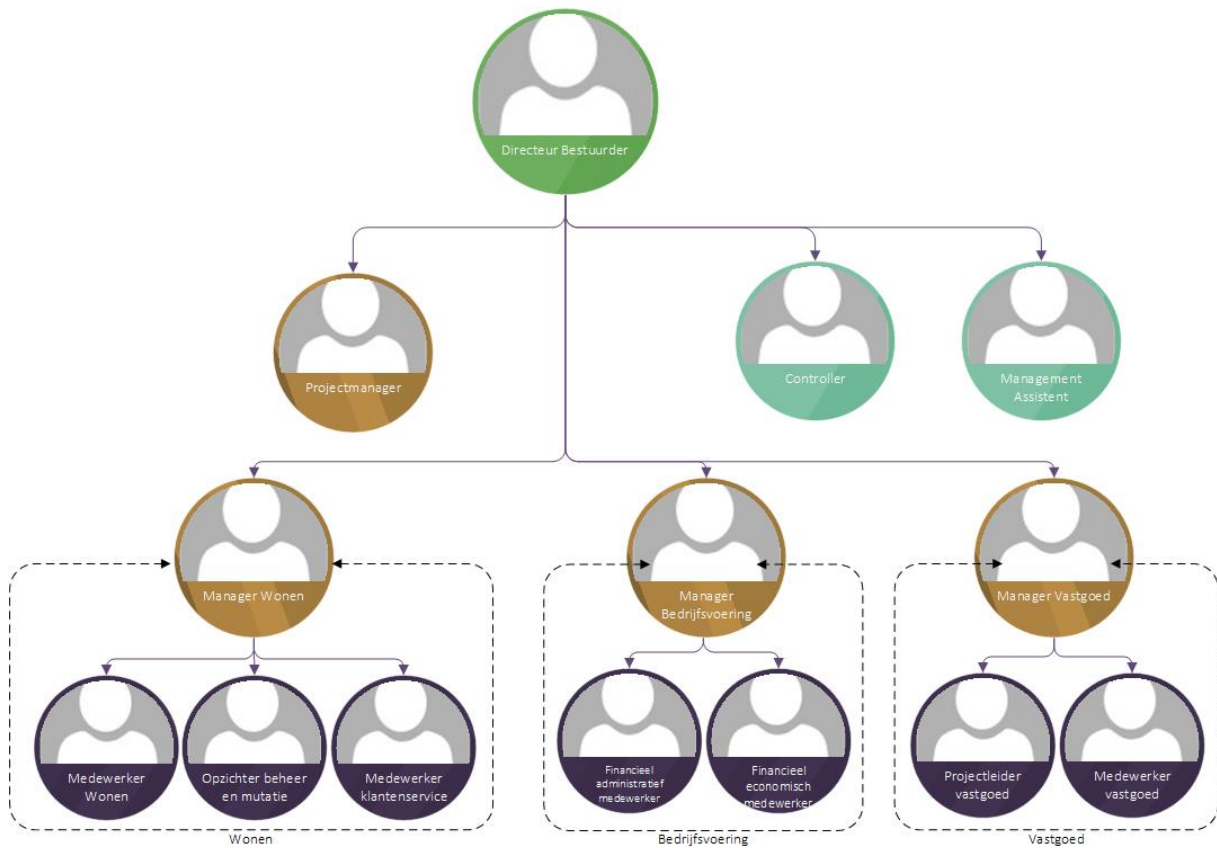 Directeur Bestuurder
Projectmanager
Controller
Management
Assistent
Manager Wonen
Manager
Bedrijfsvoering
Manager Vastgoed
Medewerker
Wonen
Opzichter beheer
en mutatie
Medewerker
klantenservice
Financieel
administratief
medewerker
Financieel
economisch
medewerker
Projectleider
vastgoed
Medewerker
vastgoed
Wonen
Bedrijfsvoering
Vastgoed